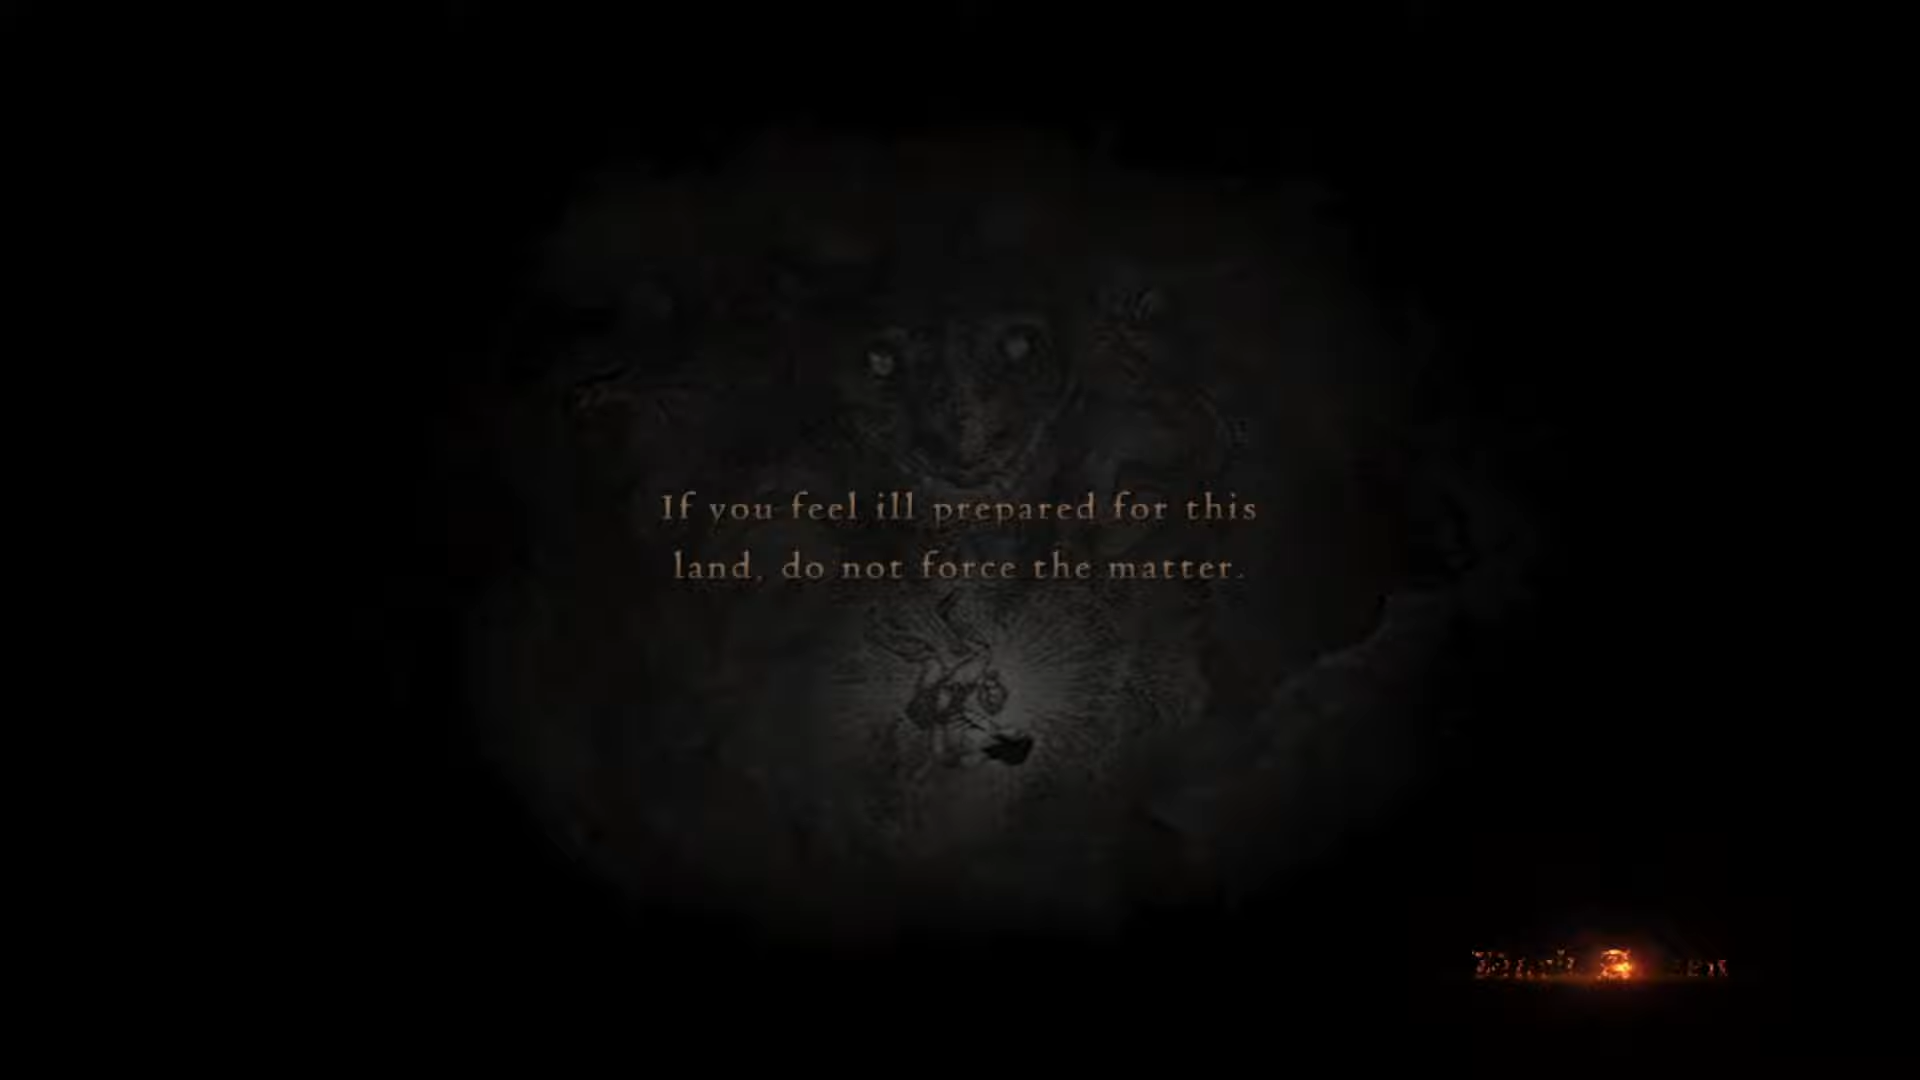 If you feel ill prepared for this
land, do not force the matter.